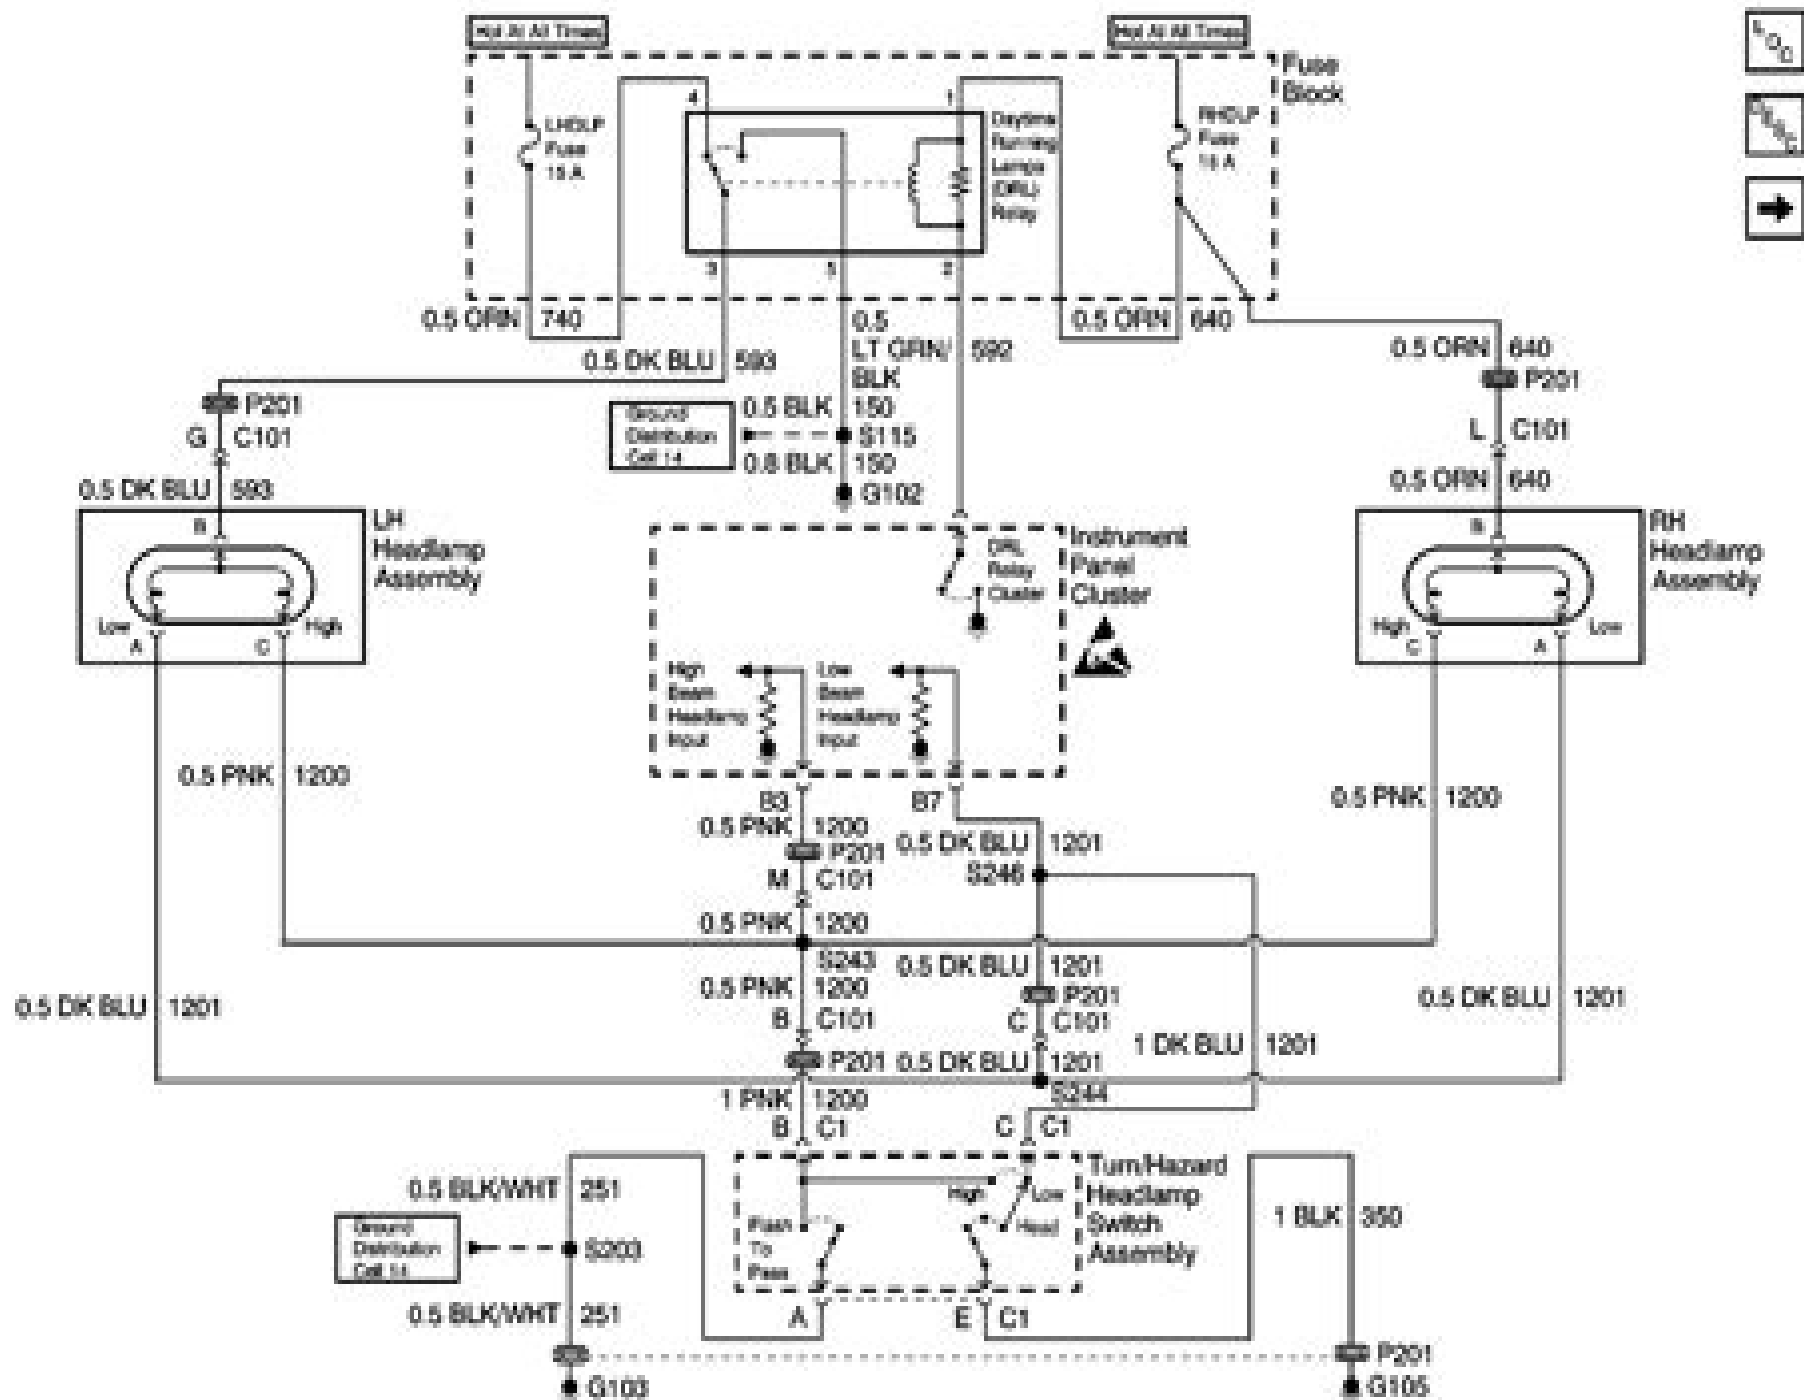 Hot At All Times
Hot At All Times
LOC
DESC
Fuse
Block
LHDLP
Fuse
15 A
4
1
Daytime
Running
Lamps
(DRL)
Relay
RHDLP
Fuse
15 A
3
5
2
0.5 ORN 740
0.5 DK BLU 593
0.5
LT GRN/ 592
BLK
0.5 ORN 640
0.5 ORN 640
P201
L C101
0.5 ORN 640
P201
G C101
0.5 DK BLU 593
Ground
Distribution
Cell 14
0.5 BLK 150
S115
0.8 BLK 150
G102
LH
Headlamp
Assembly
B
Low
A
C
High
Instrument
Panel
Cluster
DRL
Relay
Cluster
High
Beam
Headlamp
Input
Low
Beam
Headlamp
Input
RH
Headlamp
Assembly
B
High
C
A
Low
0.5 PNK 1200
0.5 PNK 1200
B3
0.5 PNK 1200
P201
M C101
0.5 PNK 1200
S243
0.5 PNK 1200
B C101
P201
1 PNK 1200
B C1
B7
0.5 DK BLU 1201
S246
0.5 DK BLU 1201
P201
C C101
0.5 DK BLU 1201
S244
C C1
0.5 DK BLU 1201
1 DK BLU 1201
0.5 DK BLU 1201
0.5 BLK/WHT 251
Ground
Distribution
Cell 14
S203
0.5 BLK/WHT 251
G103
High
Low
Flash
To
Pass
Head
Turn/Hazard
Headlamp
Switch
Assembly
A
E C1
1 BLK 350
P201
G105